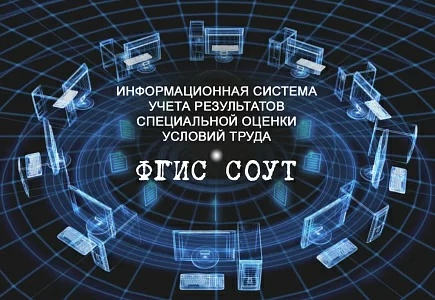 ИНФОРМАЦИОННАЯ СИСТЕМА
УЧЕТА РЕЗУЛЬТАТОВ
СПЕЦИАЛЬНОЙ ОЦЕНКИ
УСЛОВИЙ ТРУДА
ФГИС СОУТ